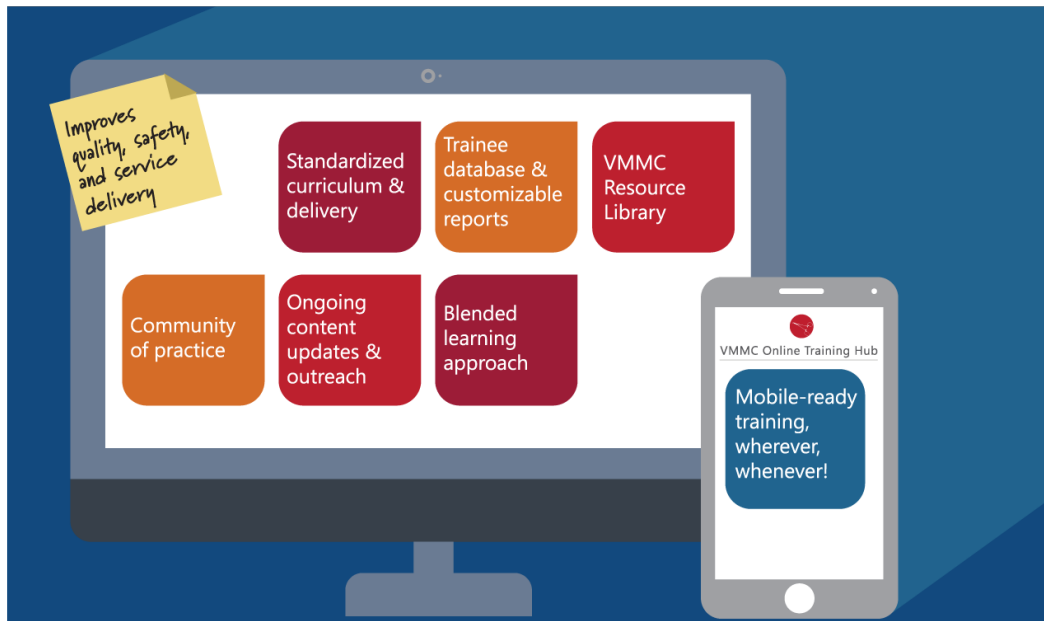 Improves
quality, safety,
and service
delivery
Standardized
curriculum &
delivery
Trainee
database &
customizable
reports
VMMC
Resource
Library
Community
of practice
Ongoing
content
updates &
outreach
Blended
learning
approach
VMMC Online Training Hub
Mobile-ready
training,
wherever,
whenever!